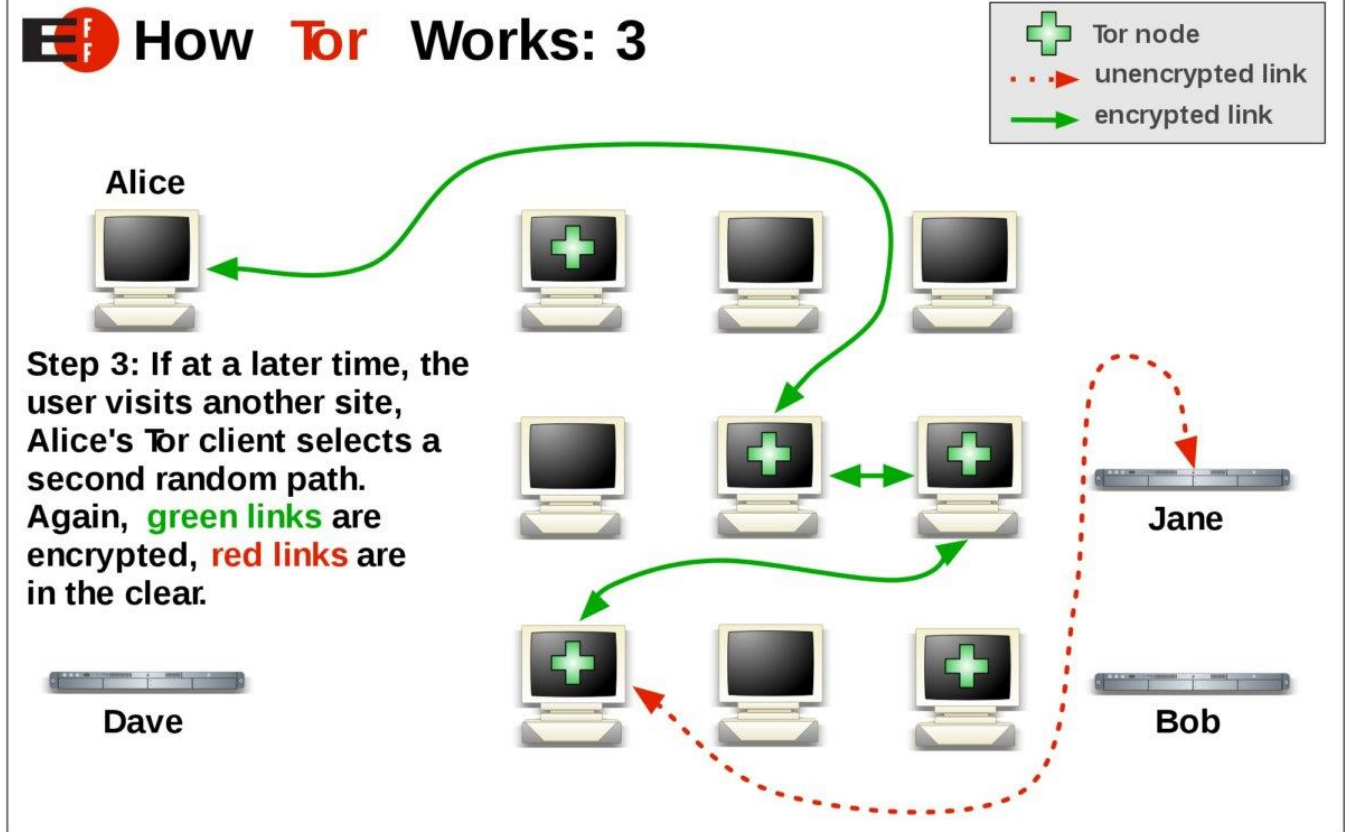 EFF How Tor Works: 3
Tor node
unencrypted link
encrypted link
Alice
Step 3: If at a later time, the
user visits another site,
Alice's Tor client selects a
second random path.
Again, green links are
encrypted, red links are
in the clear.
Jane
Dave
Bob